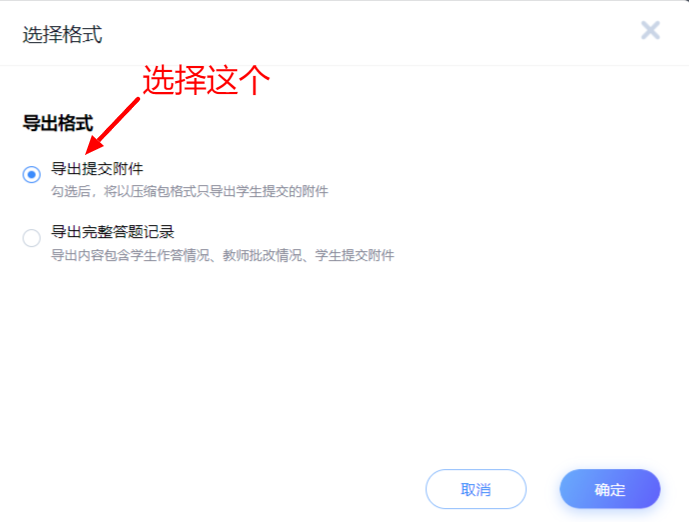 选择格式
选择这个
导出格式
导出提交附件
勾选后，将以压缩包格式只导出学生提交的附件
导出完整答题记录
导出内容包含学生作答情况、教师批改情况、学生提交附件
取消
确定